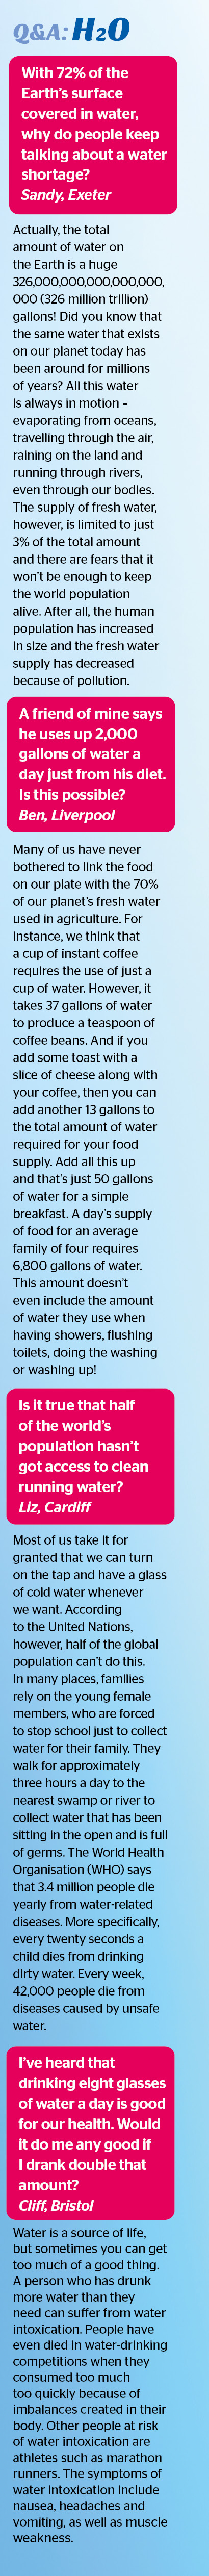 Q&A: H2O
With 72% of the
Earth's surface
covered in water,
why do people keep
talking about a water
shortage?
Sandy, Exeter
Actually, the total
amount of water on
the Earth is a huge
326,000,000,000,000,000,
000 (326 million trillion)
gallons! Did you know that
the same water that exists
on our planet today has
been around for millions
of years? All this water
is always in motion –
evaporating from oceans,
travelling through the air,
raining on the land and
running through rivers,
even through our bodies.
The supply of fresh water,
however, is limited to just
3% of the total amount
and there are fears that it
won't be enough to keep
the world population
alive. After all, the human
population has increased
in size and the fresh water
supply has decreased
because of pollution.
A friend of mine says
he uses up 2,000
gallons of water a
day just from his diet.
Is this possible?
Ben, Liverpool
Many of us have never
bothered to link the food
on our plate with the 70%
of our planet's fresh water
used in agriculture. For
instance, we think that
a cup of instant coffee
requires the use of just a
cup of water. However, it
takes 37 gallons of water
to produce a teaspoon of
coffee beans. And if you
add some toast with a
slice of cheese along with
your coffee, then you can
add another 13 gallons to
the total amount of water
required for your food
supply. Add all this up
and that's just 50 gallons
of water for a simple
breakfast. A day's supply
of food for an average
family of four requires
6,800 gallons of water.
This amount doesn't
even include the amount
of water they use when
having showers, flushing
toilets, doing the washing
or washing up!
Is it true that half
of the world's
population hasn't
got access to clean
running water?
Liz, Cardiff
Most of us take it for
granted that we can turn
on the tap and have a glass
of cold water whenever
we want. According
to the United Nations,
however, half of the global
population can't do this.
In many places, families
rely on the young female
members, who are forced
to stop school just to collect
water for their family. They
walk for approximately
three hours a day to the
nearest swamp or river to
collect water that has been
sitting in the open and is full
of germs. The World Health
Organisation (WHO) says
that 3.4 million people die
yearly from water-related
diseases. More specifically,
every twenty seconds a
child dies from drinking
dirty water. Every week,
42,000 people die from
diseases caused by unsafe
water.
I've heard that
drinking eight glasses
of water a day is good
for our health. Would
it do me any good if
I drank double that
amount?
Cliff, Bristol
Water is a source of life,
but sometimes you can get
too much of a good thing.
A person who has drunk
more water than they
need can suffer from water
intoxication. People have
even died in water-drinking
competitions when they
consumed too much
too quickly because of
imbalances created in their
body. Other people at risk
of water intoxication are
athletes such as marathon
runners. The symptoms of
water intoxication include
nausea, headaches and
vomiting, as well as muscle
weakness.